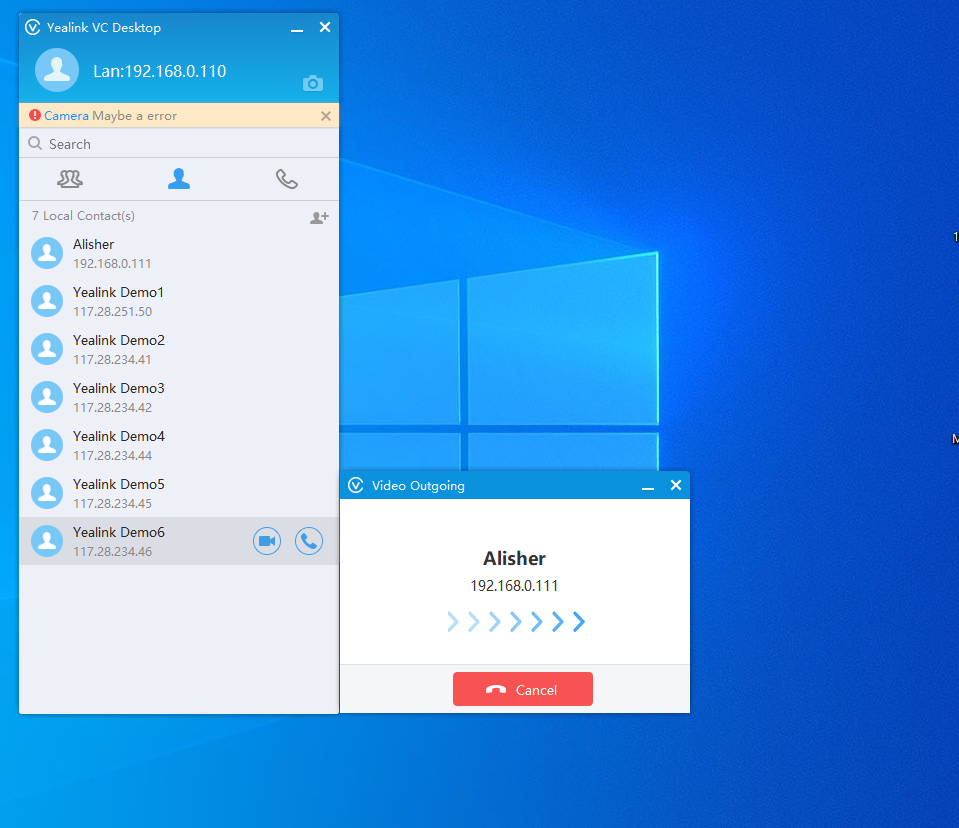 Yealink VC Desktop
Lan:192.168.0.110
Camera Maybe a error
Search
7 Local Contact(s)
Alisher
192.168.0.111
Yealink Demo1
117.28.251.50
Yealink Demo2
117.28.234.41
Yealink Demo3
117.28.234.42
Yealink Demo4
117.28.234.44
Yealink Demo5
117.28.234.45
Yealink Demo6
117.28.234.46
Video Outgoing
Alisher
192.168.0.111
Cancel